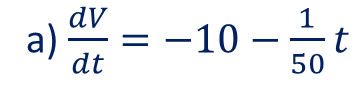 a) dV/dt = −10 − 1/50 t